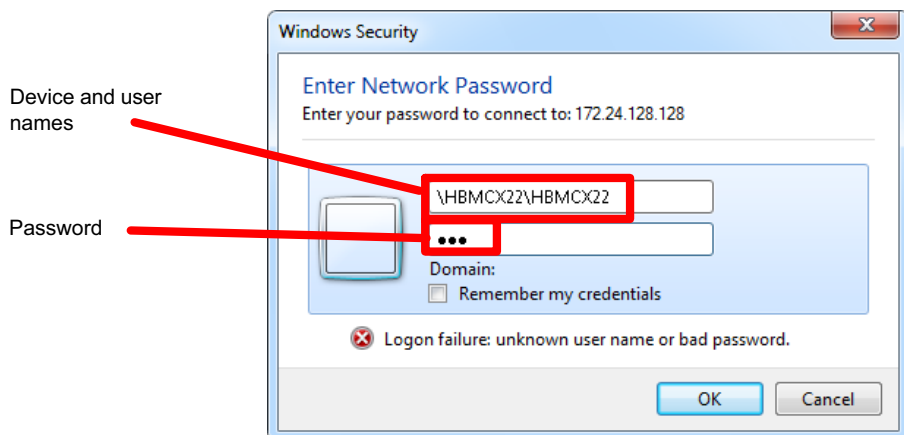 Windows Security
Enter Network Password
Enter your password to connect to: 172.24.128.128
Device and user
names
\HBMCX22\HBMCX22
Password
•••
Domain:
Remember my credentials
Logon failure: unknown user name or bad password.
OK
Cancel